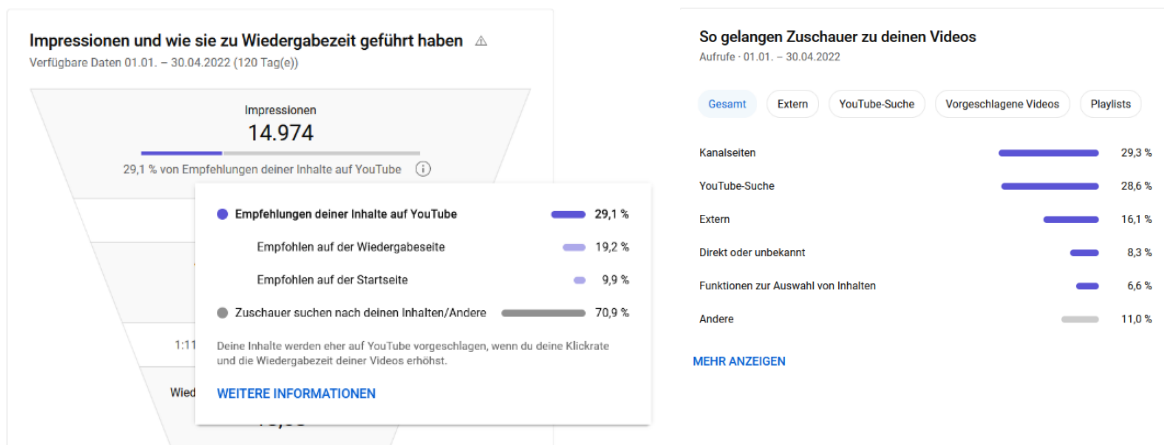 Impressionen und wie sie zu Wiedergabezeit geführt haben
Verfügbare Daten 01.01. – 30.04.2022 (120 Tag(e))
Impressionen
14.974
29,1 % von Empfehlungen deiner Inhalte auf YouTube
Empfehlungen deiner Inhalte auf YouTube 29,1 %
Empfohlen auf der Wiedergabeseite 19,2 %
Empfohlen auf der Startseite 9,9 %
Zuschauer suchen nach deinen Inhalten/Andere 70,9 %
Deine Inhalte werden eher auf YouTube vorgeschlagen, wenn du deine Klickrate
und die Wiedergabezeit deiner Videos erhöhst.
WEITERE INFORMATIONEN
1:11
Wied
So gelangen Zuschauer zu deinen Videos
Aufrufe · 01.01. – 30.04.2022
Gesamt Extern YouTube-Suche Vorgeschlagene Videos Playlists
Kanalseiten 29,3 %
YouTube-Suche 28,6 %
Extern 16,1 %
Direkt oder unbekannt 8,3 %
Funktionen zur Auswahl von Inhalten 6,6 %
Andere 11,0 %
MEHR ANZEIGEN